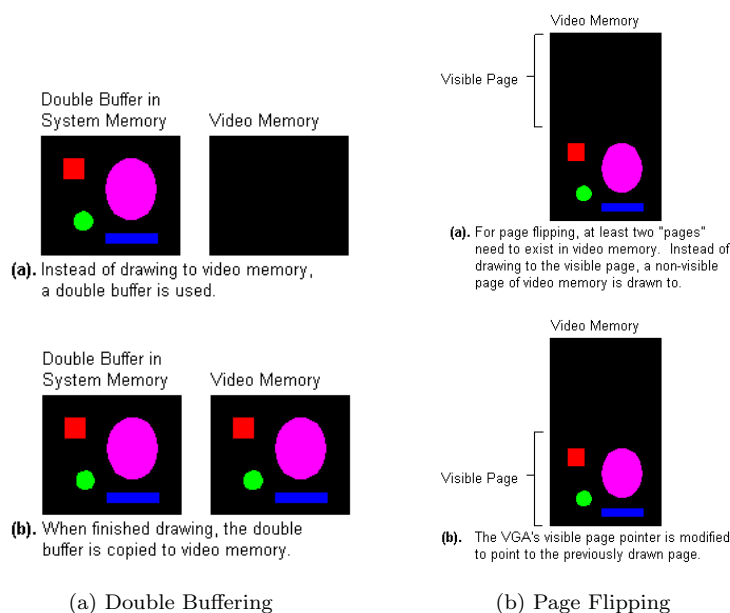 Double Buffer in
System Memory
Video Memory
(a). Instead of drawing to video memory,
a double buffer is used.
Double Buffer in
System Memory
Video Memory
(b). When finished drawing, the double
buffer is copied to video memory.
(a) Double Buffering
Video Memory
Visible Page
(a). For page flipping, at least two "pages"
need to exist in video memory. Instead of
drawing to the visible page, a non-visible
page of video memory is drawn to.
Video Memory
Visible Page
(b). The VGA's visible page pointer is modified
to point to the previously drawn page.
(b) Page Flipping